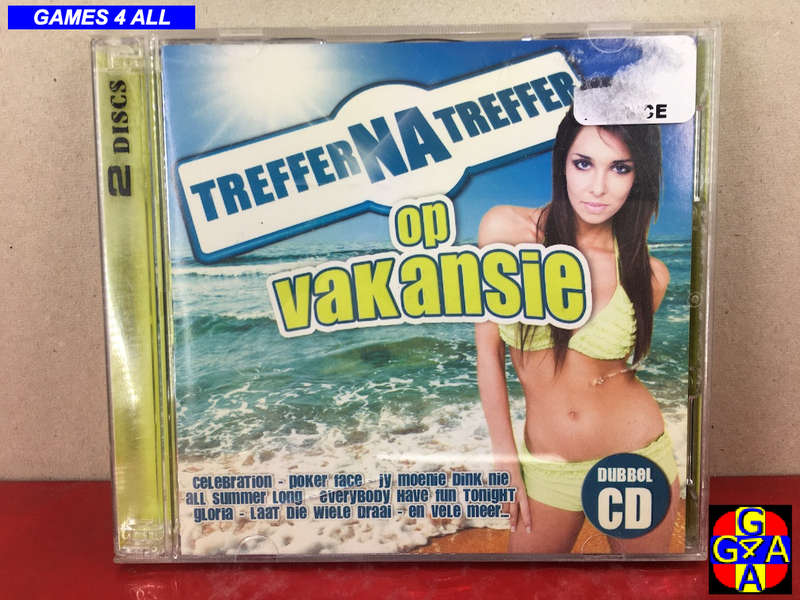 GAMES 4 ALL
2 DISCS
TREFFER NA TREFFER
op
vakansie
CELEBRATION - POKER FACE - JY MOENIE DINK NIE
ALL SUMMER LONG - EVERYBODY HAVE FUN TONIGHT
GLORIA - LAAT DIE WIELE DRAAI - EN VELE MEER...
DUBBEL
CD
G
G4A
A